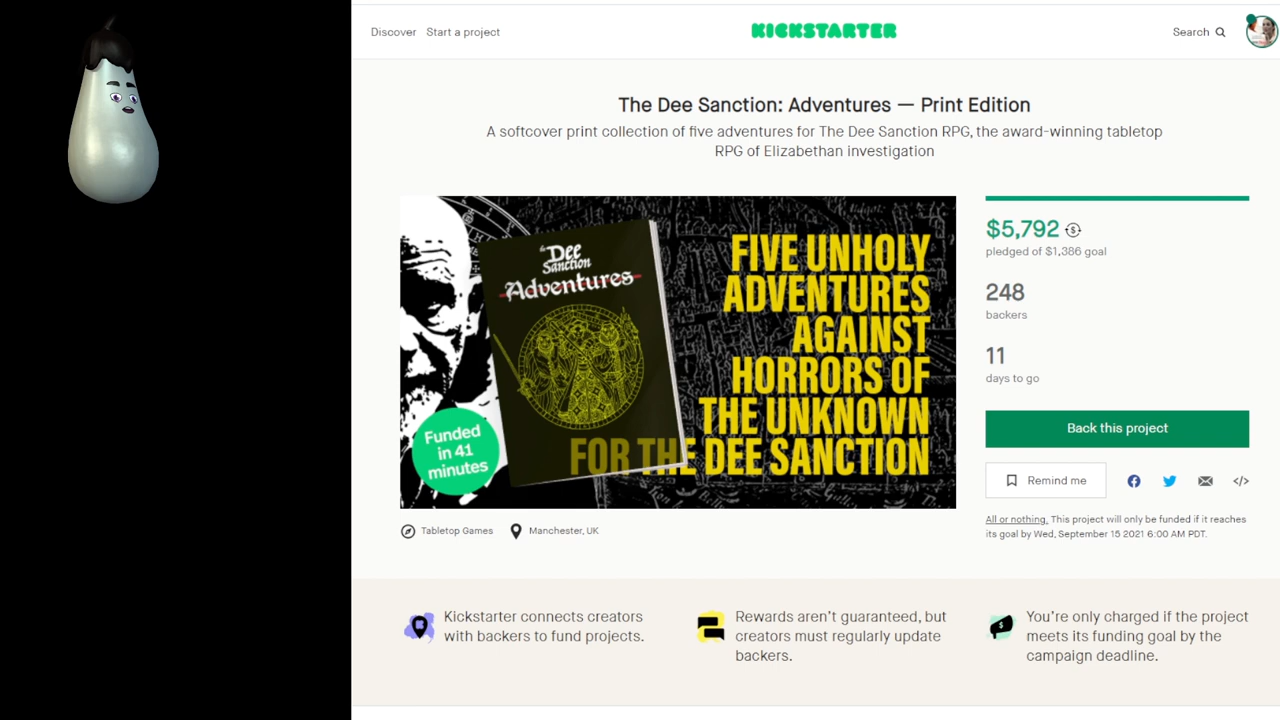 Discover Start a project KICKSTARTER Search
The Dee Sanction: Adventures — Print Edition
A softcover print collection of five adventures for The Dee Sanction RPG, the award-winning tabletop
RPG of Elizabethan investigation
the Dee
Sanction
Adventures
Funded
in 41
minutes
FIVE UNHOLY
ADVENTURES
AGAINST
HORRORS OF
THE UNKNOWN
FOR THE DEE SANCTION
$5,792
pledged of $1,386 goal
248
backers
11
days to go
Back this project
Remind me
All or nothing. This project will only be funded if it reaches
its goal by Wed, September 15 2021 6:00 AM PDT.
Tabletop Games Manchester, UK
Kickstarter connects creators
with backers to fund projects.
Rewards aren't guaranteed, but
creators must regularly update
backers.
You're only charged if the project
meets its funding goal by the
campaign deadline.